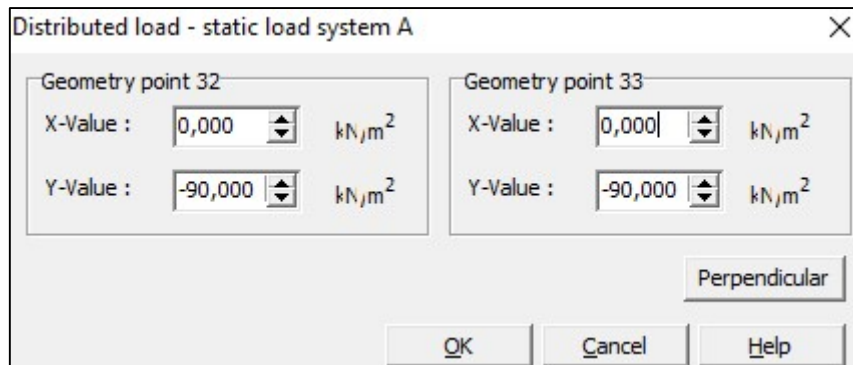 Distributed load - static load system A
Geometry point 32
X-Value : 0,000 kN/m²
Y-Value : -90,000 kN/m²
Geometry point 33
X-Value : 0,000 kN/m²
Y-Value : -90,000 kN/m²
Perpendicular
OK Cancel Help